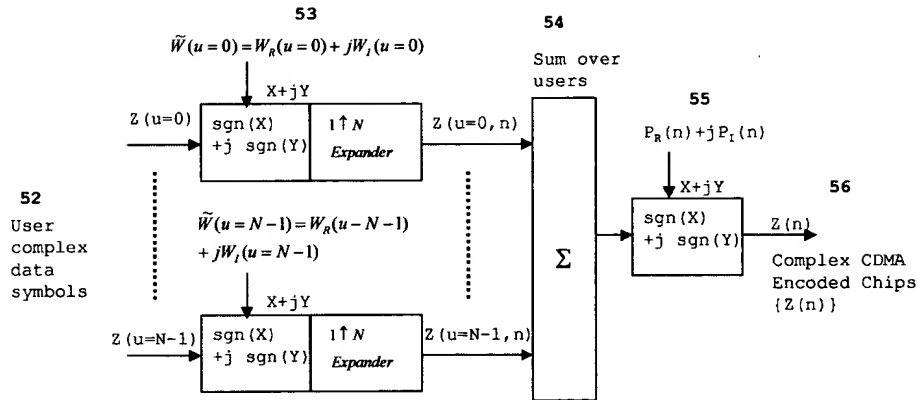 53
54
W̃(u=0)=W_R(u=0)+jW_I(u=0)
Sum over
users
X+jY
55
Z(u=0)
sgn(X)
+j sgn(Y)
1↑N
Expander
Z(u=0,n)
P_R(n)+jP_I(n)
X+jY
56
52
User
complex
data
symbols
W̃(u=N-1)=W_R(u-N-1)
+jW_I(u=N-1)
sgn(X)
+j sgn(Y)
Z(n)
Σ
Complex CDMA
Encoded Chips
{Z(n)}
X+jY
Z(u=N-1)
sgn(X)
+j sgn(Y)
1↑N
Expander
Z(u=N-1,n)